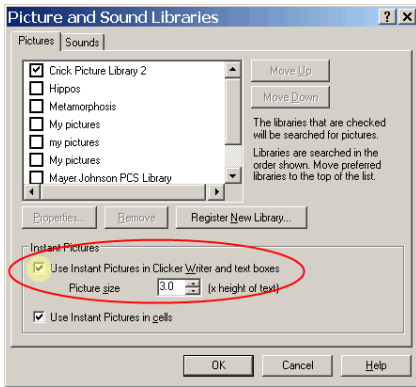 Picture and Sound Libraries
Pictures
Sounds
Crick Picture Library 2
Hippos
Metamorphosis
My pictures
my pictures
My pictures
Mayer Johnson PCS Library
Move Up
Move Down
The libraries that are checked
will be searched for pictures.
Libraries are searched in the
order shown. Move preferred
libraries to the top of the list.
Properties...
Remove
Register New Library...
Instant Pictures
Use Instant Pictures in Clicker Writer and text boxes
Picture size 3.0 (x height of text)
Use Instant Pictures in cells
OK
Cancel
Help